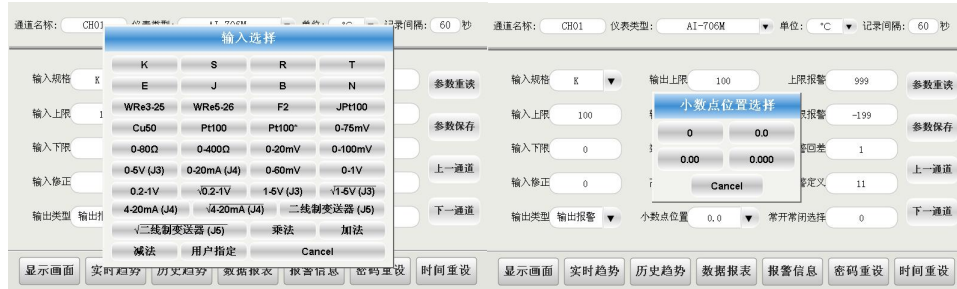 通道名称: CH01 仪表类型: AI-706M 单位: °C 记录间隔: 60 秒
输入选择
K S R T
E J B N
WRe3-25 WRe5-26 F2 JPt100
Cu50 Pt100 Pt100^ 0-75mV
0-80Ω 0-400Ω 0-20mV 0-100mV
0-5V (J3) 0-20mA (J4) 0-60mV 0-1V
0.2-1V √0.2-1V 1-5V (J3) √1-5V (J3)
4-20mA (J4) √4-20mA (J4) 二线制变送器 (J5)
√二线制变送器 (J5) 乘法 加法
减法 用户指定 Cancel
输入规格 K
输入上限 1
输入下限
输入修正
输出类型 输出
参数重读
参数保存
上一通道
下一通道
显示画面 实时趋势 历史趋势 数据报表 报警信息 密码重设 时间重设
通道名称: CH01 仪表类型: AI-706M 单位: °C 记录间隔: 60 秒
输入规格 K 输出上限 100 上限报警 999 参数重读
输入上限 100 限报警 -199 参数保存
输入下限 0 警回差 1 上一通道
输入修正 0 警定义 11
输出类型 输出报警 小数点位置 0.0 常开常闭选择 0 下一通道
小数点位置选择
0 0.0
0.00 0.000
Cancel
显示画面 实时趋势 历史趋势 数据报表 报警信息 密码重设 时间重设